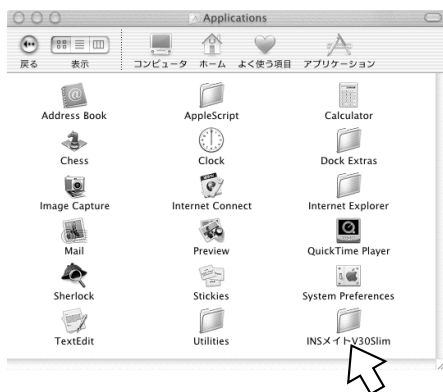 Applications
戻る 表示 コンピュータ ホーム よく使う項目 アプリケーション
Address Book AppleScript Calculator
Chess Clock Dock Extras
Image Capture Internet Connect Internet Explorer
Mail Preview QuickTime Player
Sherlock Stickies System Preferences
TextEdit Utilities INSメイトV30Slim